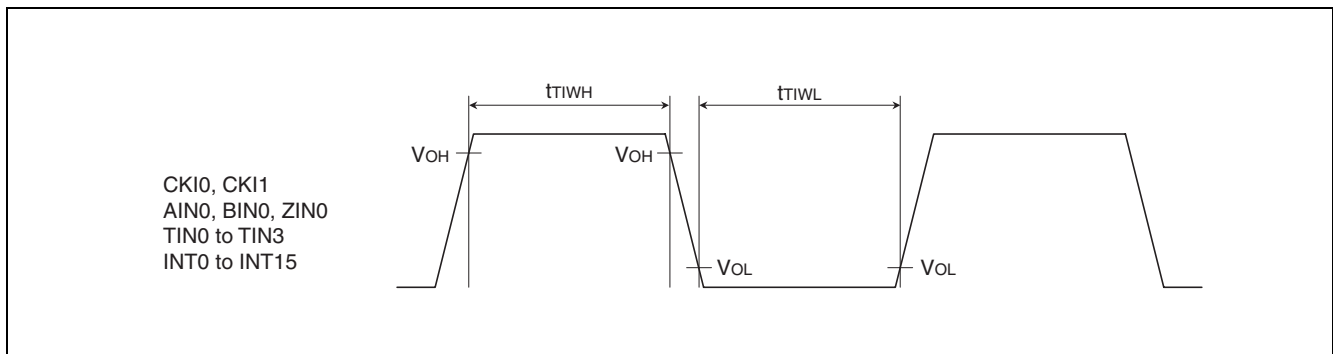 tTIWH
tTIWL
VOH
VOH
CKI0, CKI1
AIN0, BIN0, ZIN0
TIN0 to TIN3
INT0 to INT15
VOL
VOL